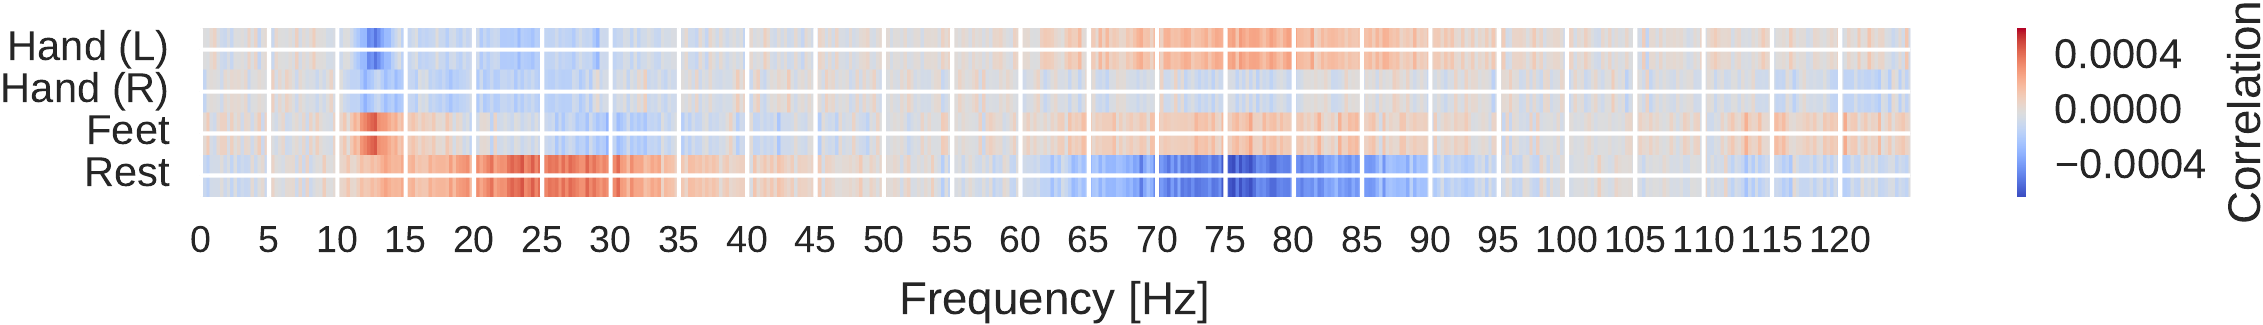 Hand (L)
Hand (R)
Feet
Rest
0 5 10 15 20 25 30 35 40 45 50 55 60 65 70 75 80 85 90 95 100 105 110 115 120
Frequency [Hz]
0.0004
0.0000
−0.0004
Correlation